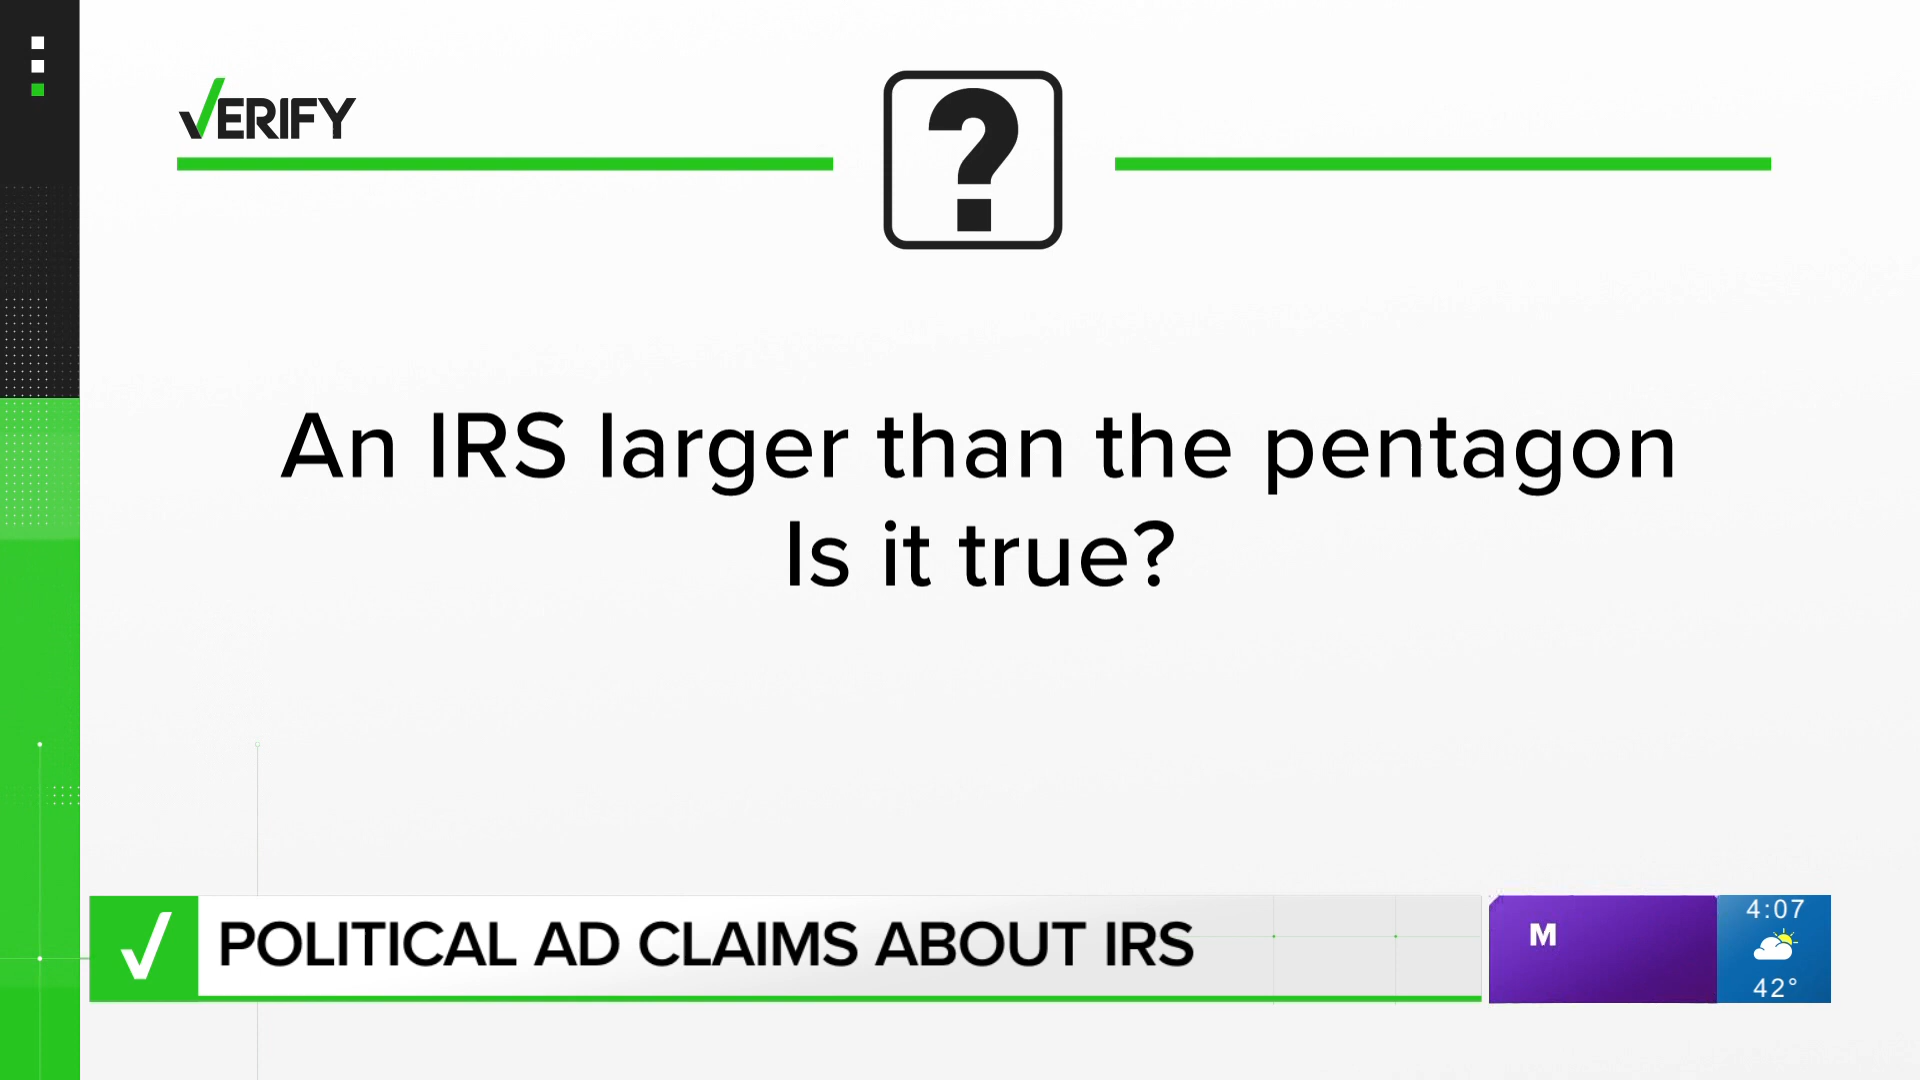 VERIFY
?
An IRS larger than the pentagon
Is it true?
POLITICAL AD CLAIMS ABOUT IRS
M
4:07
42°